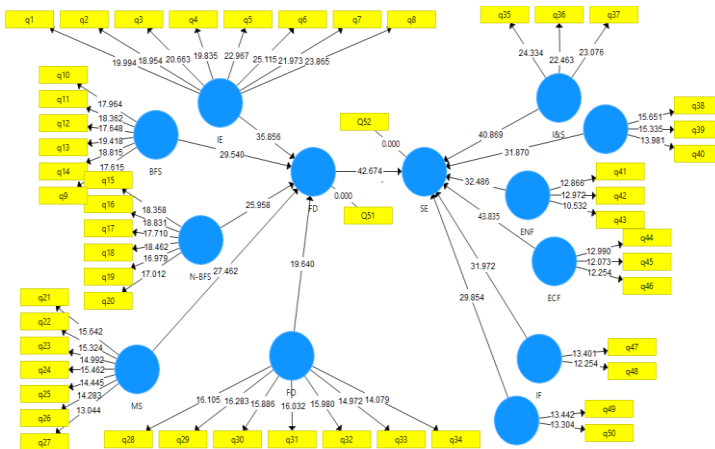 q1 q2 q3 q4 q5 q6 q7 q8
19.994 18.954 20.663 19.835 22.967 25.115 21.973 23.865
IE
35.856
q10
q11
q12
q13
q14
q9
17.964
18.362
17.648
19.418
18.815
17.615
BFS
29.540
q15
q16
q17
q18
q19
q20
18.358
18.831
17.710
18.462
16.979
17.012
N-BFS
25.958
q21
q22
q23
q24
q25
q26
q27
15.642
15.324
14.992
15.462
14.445
14.283
13.044
MS
27.462
19.640
FO
16.105 16.283 15.886 16.032 15.980 14.972 14.079
q28 q29 q30 q31 q32 q33 q34
FD
0.000
Q51
42.674
Q52
0.000
SE
q35 q36 q37
24.334 22.463 23.076
I&S
40.869
q38
q39
q40
15.651
15.335
13.981
31.870
q41
q42
q43
12.866
12.972
10.532
ENF
32.486
q44
q45
q46
12.990
12.073
12.254
ECF
43.835
q47
q48
13.401
12.254
IF
31.972
q49
q50
13.442
13.304
29.854